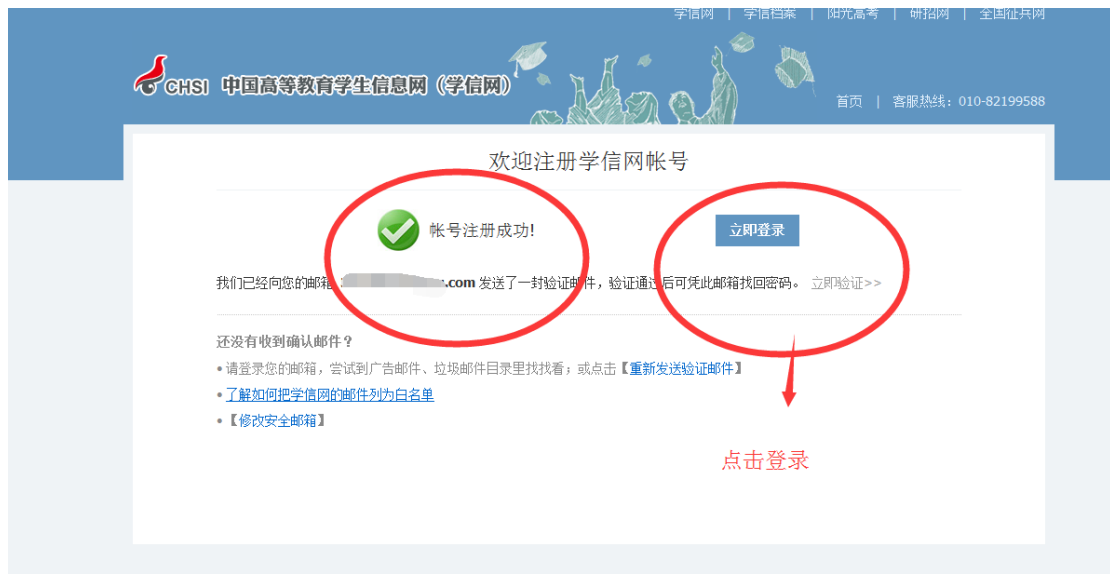 学信网 | 学信档案 | 阳光高考 | 研招网 | 全国征兵网
CHSI 中国高等教育学生信息网（学信网）
首页 | 客服热线：010-82199588
欢迎注册学信网帐号
帐号注册成功!
立即登录
我们已经向您的邮箱 .com 发送了一封验证邮件，验证通过后可凭此邮箱找回密码。 立即验证>>
还没有收到确认邮件？
• 请登录您的邮箱，尝试到广告邮件、垃圾邮件目录里找找看；或点击【重新发送验证邮件】
• 了解如何把学信网的邮件列为白名单
• 【修改安全邮箱】
点击登录